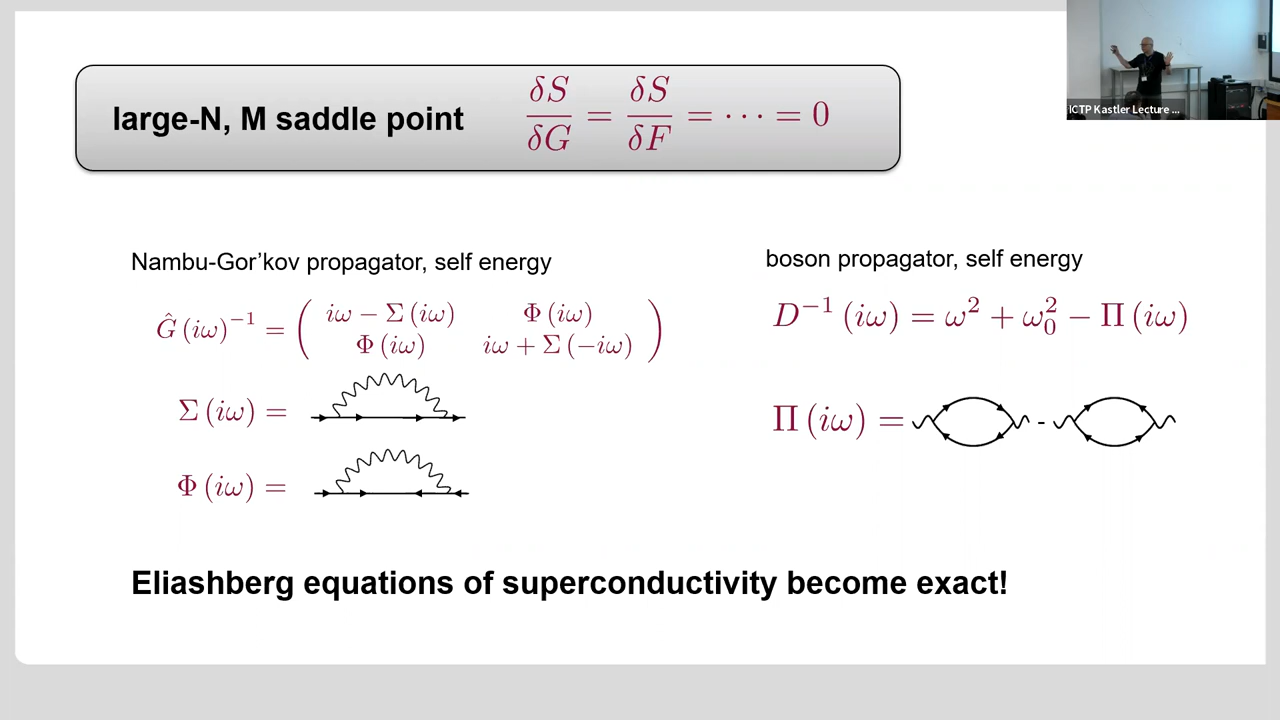 large-N, M saddle point δS/δG = δS/δF = ⋯ = 0
ICTP Kastler Lecture ...
Nambu-Gor’kov propagator, self energy
Ĝ (iω)⁻¹ = ( iω − Σ (iω)  Φ (iω)
Φ (iω)  iω + Σ (−iω) )
Σ (iω) =
Φ (iω) =
boson propagator, self energy
D⁻¹ (iω) = ω² + ω₀² − Π (iω)
Π (iω) = -
Eliashberg equations of superconductivity become exact!